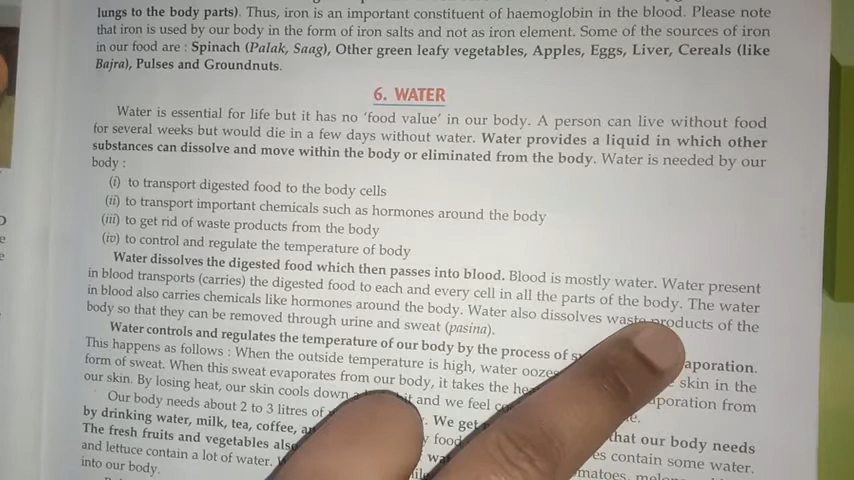 lungs to the body parts). Thus, iron is an important constituent of haemoglobin in the blood. Please note
that iron is used by our body in the form of iron salts and not as iron element. Some of the sources of iron
in our food are : Spinach (Palak, Saag), Other green leafy vegetables, Apples, Eggs, Liver, Cereals (like
Bajra), Pulses and Groundnuts.
6. WATER
Water is essential for life but it has no 'food value' in our body. A person can live without food
for several weeks but would die in a few days without water. Water provides a liquid in which other
substances can dissolve and move within the body or eliminated from the body. Water is needed by our
body :
(i) to transport digested food to the body cells
(ii) to transport important chemicals such as hormones around the body
(iii) to get rid of waste products from the body
(iv) to control and regulate the temperature of body
Water dissolves the digested food which then passes into blood. Blood is mostly water. Water present
in blood transports (carries) the digested food to each and every cell in all the parts of the body. The water
in blood also carries chemicals like hormones around the body. Water also dissolves waste products of the
body so that they can be removed through urine and sweat (pasina).
Water controls and regulates the temperature of our body by the process of
This happens as follows : When the outside temperature is high, water skin in the
form of sweat. When this sweat evaporates from our body, it takes the from
our skin. By losing heat, our skin cools down and we feel
Our body needs about 2 to 3 litres of We get that our body needs
by drinking water, milk, tea, coffee, food contain some water.
The fresh fruits and vegetables
and lettuce contain a lot of water.
into our body.